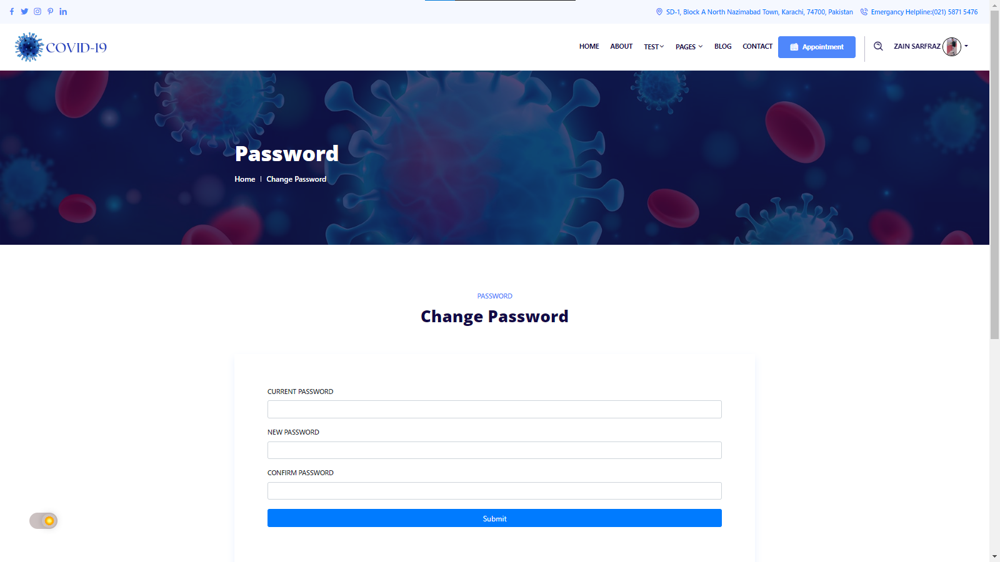 SD-1, Block A North Nazimabad Town, Karachi, 74700, Pakistan Emergancy Helpline:(021) 5871 5476
COVID-19 HOME ABOUT TEST PAGES BLOG CONTACT Appointment ZAIN SARFRAZ
Password
Home | Change Password
PASSWORD
Change Password
CURRENT PASSWORD
NEW PASSWORD
CONFIRM PASSWORD
Submit